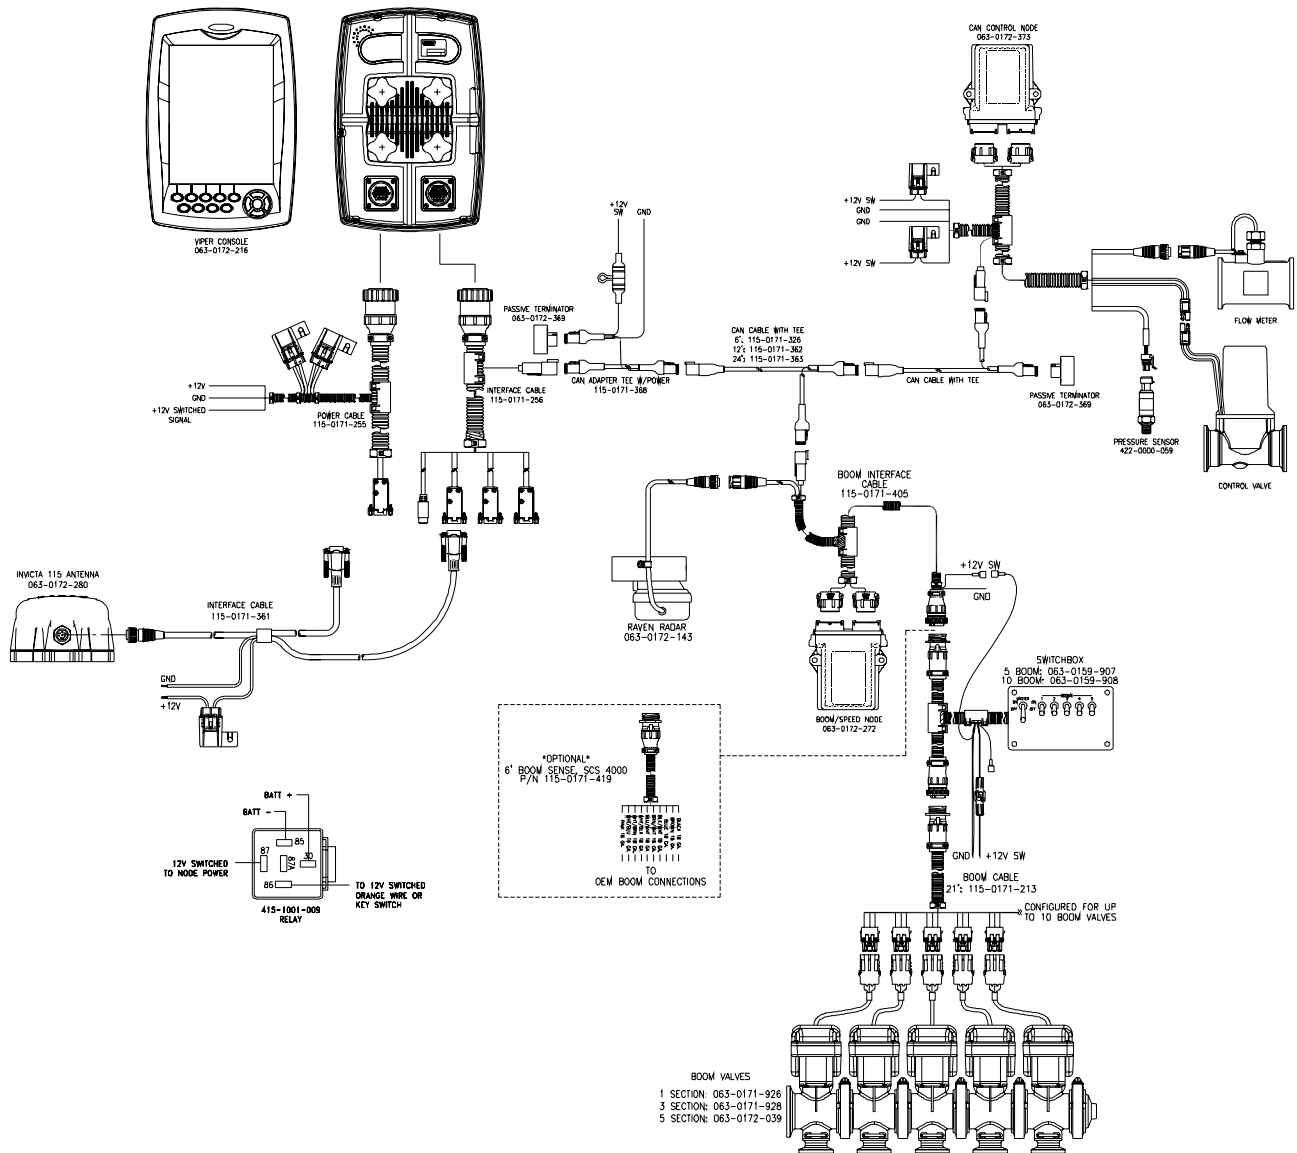 VIPER CONSOLE
063-0172-216
CAN CONTROL NODE
063-0172-373
+12V SW
GND
GND
+12V SW
FLOW METER
PRESSURE SENSOR
422-0000-059
CONTROL VALVE
+12V
SW
GND
PASSIVE TERMINATOR
063-0172-369
CAN CABLE WITH TEE
6': 115-0171-326
12': 115-0171-362
24': 115-0171-363
CAN ADAPTER TEE W/POWER
115-0171-368
CAN CABLE WITH TEE
PASSIVE TERMINATOR
063-0172-369
INTERFACE CABLE
115-0171-256
+12V
GND
+12V SWITCHED
SIGNAL
POWER CABLE
115-0171-255
BOOM INTERFACE
CABLE
115-0171-405
INVICTA 115 ANTENNA
063-0172-280
INTERFACE CABLE
115-0171-361
GND
+12V
RAVEN RADAR
063-0172-143
+12V SW
GND
BOOM/SPEED NODE
063-0172-272
SWITCHBOX
5 BOOM: 063-0159-907
10 BOOM: 063-0159-908
1 2 3 4 5
*OPTIONAL*
6' BOOM SENSE, SCS 4000
P/N 115-0171-419
TO
OEM BOOM CONNECTIONS
BATT +
BATT -
85
87
87A
30
86
12V SWITCHED
TO NODE POWER
TO 12V SWITCHED
ORANGE WIRE OR
KEY SWITCH
415-1001-009
RELAY
GND
+12V SW
BOOM CABLE
21': 115-0171-213
CONFIGURED FOR UP
TO 10 BOOM VALVES
BOOM VALVES
1 SECTION: 063-0171-926
3 SECTION: 063-0171-928
5 SECTION: 063-0172-039